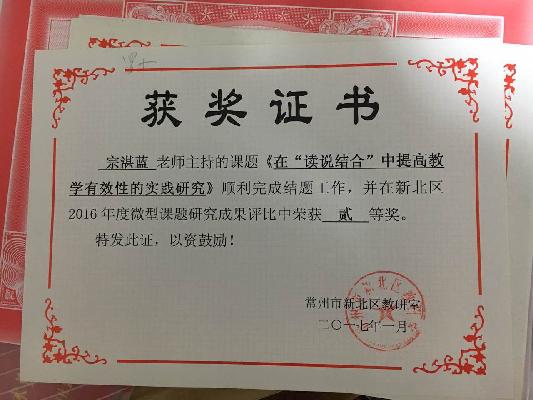 获奖证书
宗湛蓝 老师主持的课题《在“读说结合”中提高教
学有效性的实践研究》顺利完成结题工作，并在新北区
2016年度微型课题研究成果评比中荣获 贰 等奖。
特发此证，以资鼓励！
常州市新北区教研室
二〇一七年一月